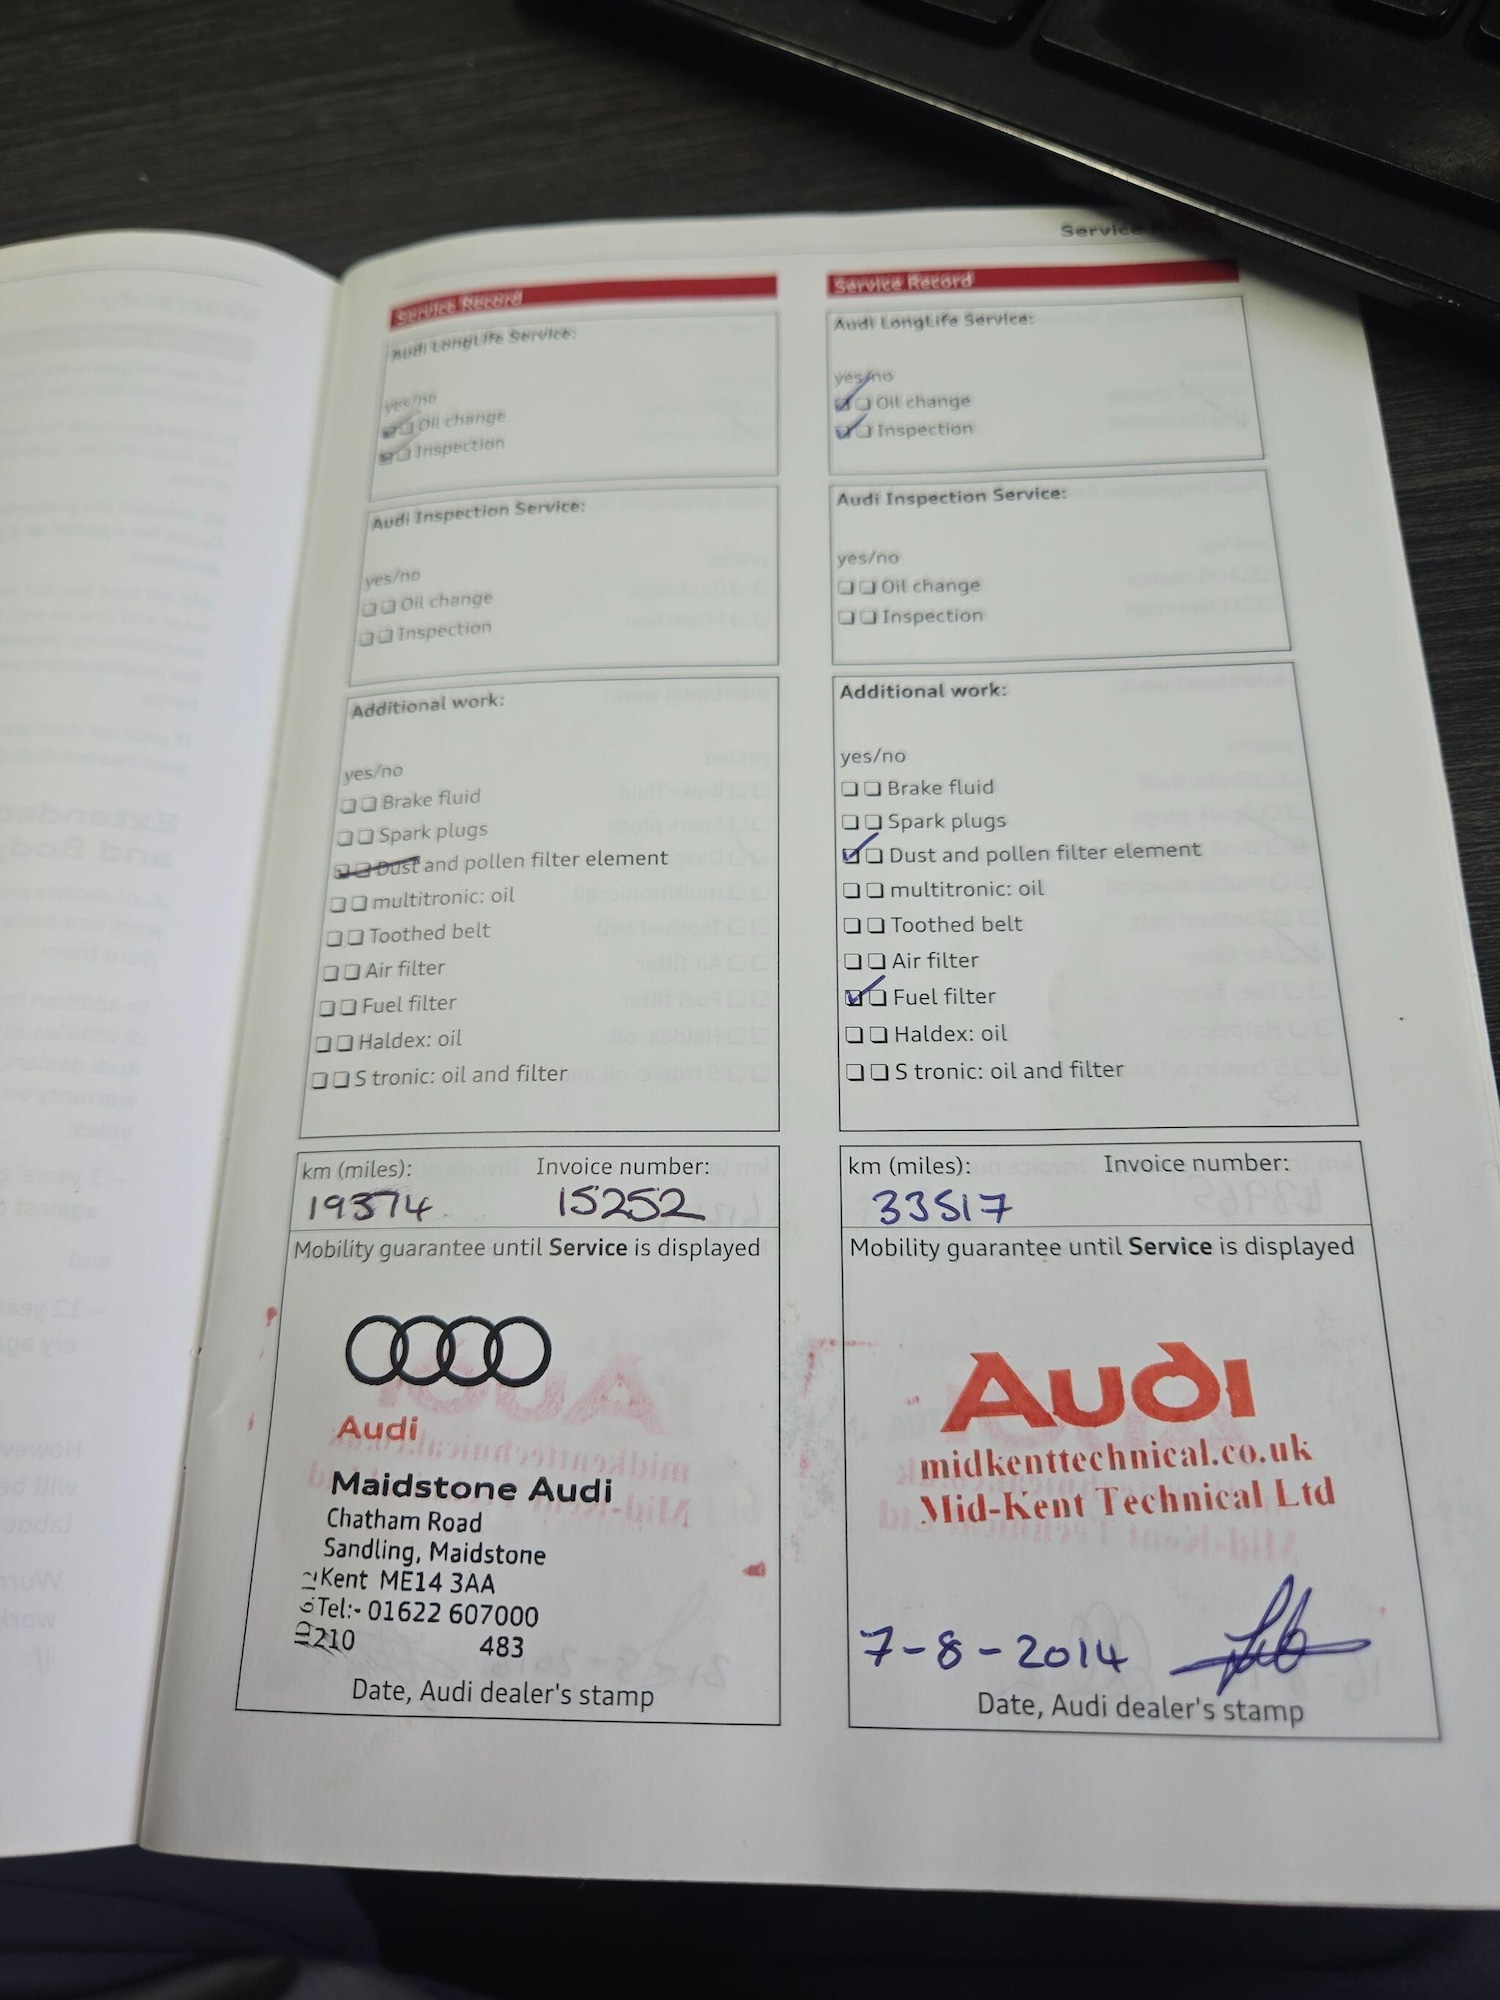 Service
Service Record
Audi LongLife Service:
yes/no
Oil change
Inspection
Audi Inspection Service:
yes/no
Oil change
Inspection
Additional work:
yes/no
Brake fluid
Spark plugs
Dust and pollen filter element
multitronic: oil
Toothed belt
Air filter
Fuel filter
Haldex: oil
S tronic: oil and filter
km (miles): Invoice number:
19374 15252
Mobility guarantee until Service is displayed
Audi
Maidstone Audi
Chatham Road
Sandling, Maidstone
Kent ME14 3AA
Tel:- 01622 607000
210 483
Date, Audi dealer's stamp
Service Record
Audi LongLife Service:
yes/no
Oil change
Inspection
Audi Inspection Service:
yes/no
Oil change
Inspection
Additional work:
yes/no
Brake fluid
Spark plugs
Dust and pollen filter element
multitronic: oil
Toothed belt
Air filter
Fuel filter
Haldex: oil
S tronic: oil and filter
km (miles): Invoice number:
33517
Mobility guarantee until Service is displayed
Audi
midkenttechnical.co.uk
Mid-Kent Technical Ltd
7-8-2014
Date, Audi dealer's stamp